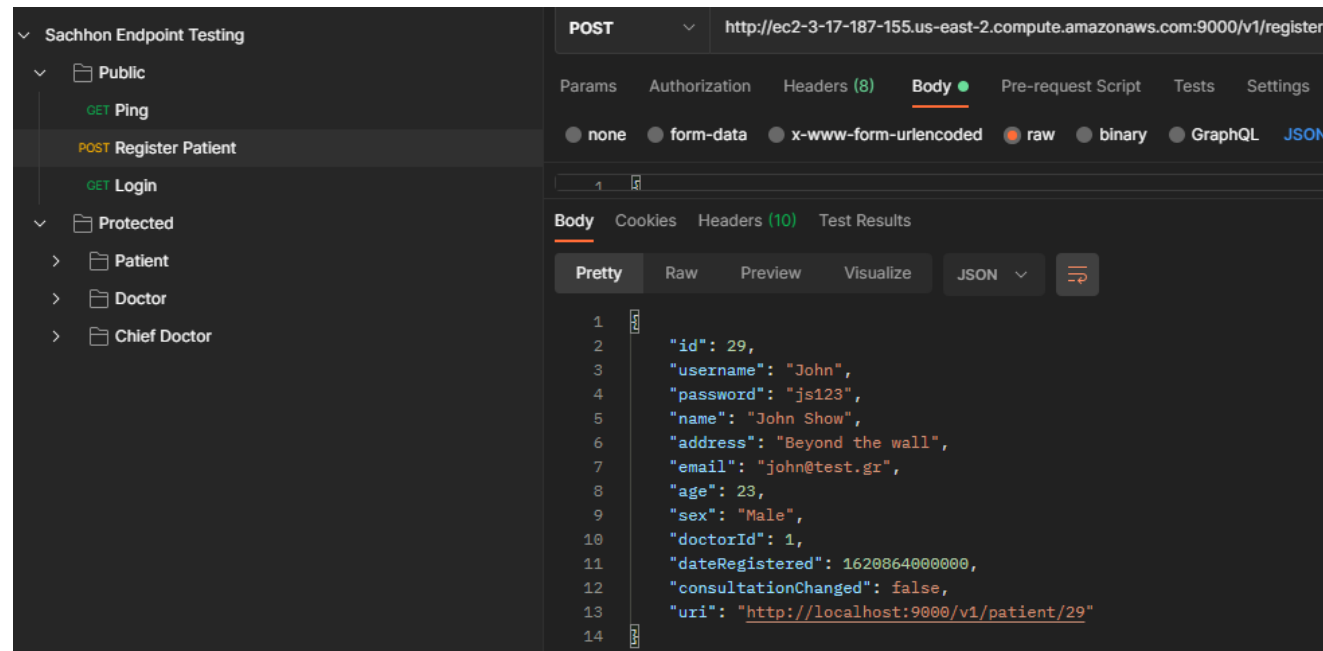 Sachhon Endpoint Testing
Public
GET Ping
POST Register Patient
GET Login
Protected
Patient
Doctor
Chief Doctor
POST http://ec2-3-17-187-155.us-east-2.compute.amazonaws.com:9000/v1/register
Params Authorization Headers (8) Body Pre-request Script Tests Settings
none form-data x-www-form-urlencoded raw binary GraphQL JSON
1 {
Body Cookies Headers (10) Test Results
Pretty Raw Preview Visualize JSON
1 {
2 "id": 29,
3 "username": "John",
4 "password": "js123",
5 "name": "John Show",
6 "address": "Beyond the wall",
7 "email": "john@test.gr",
8 "age": 23,
9 "sex": "Male",
10 "doctorId": 1,
11 "dateRegistered": 1620864000000,
12 "consultationChanged": false,
13 "uri": "http://localhost:9000/v1/patient/29"
14 }